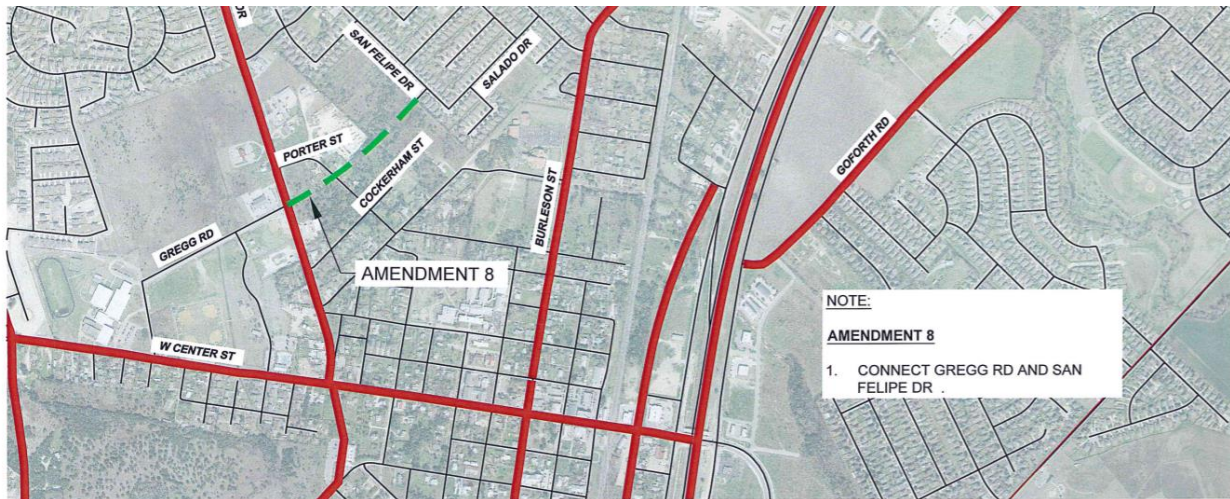 DR
SAN FELIPE DR
SALADO DR
PORTER ST
COCKERHAM ST
GREGG RD
BURLESON ST
GOFORTH RD
AMENDMENT 8
W CENTER ST
NOTE:
AMENDMENT 8
1. CONNECT GREGG RD AND SAN
FELIPE DR .